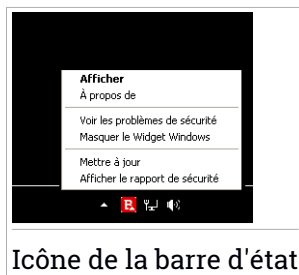 Afficher
À propos de
Voir les problèmes de sécurité
Masquer le Widget Windows
Mettre à jour
Afficher le rapport de sécurité
B
Icône de la barre d'état